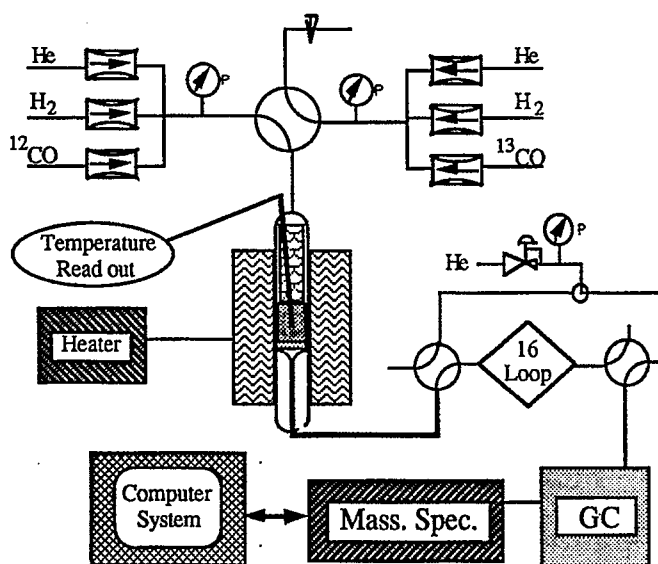 He
P
P
He
H2
H2
12CO
13CO
Temperature
Read out
He
P
Heater
16
Loop
Computer
System
Mass. Spec.
GC